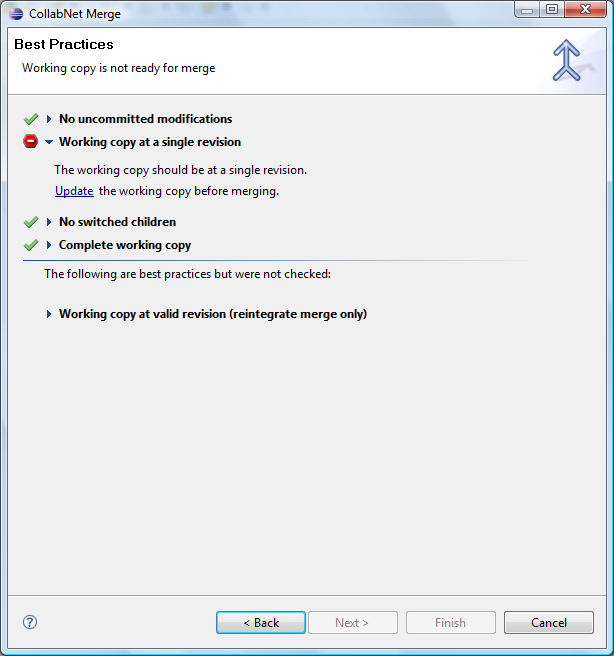 CollabNet Merge
Best Practices
Working copy is not ready for merge
No uncommitted modifications
Working copy at a single revision
The working copy should be at a single revision.
Update the working copy before merging.
No switched children
Complete working copy
The following are best practices but were not checked:
Working copy at valid revision (reintegrate merge only)
?
< Back Next > Finish Cancel